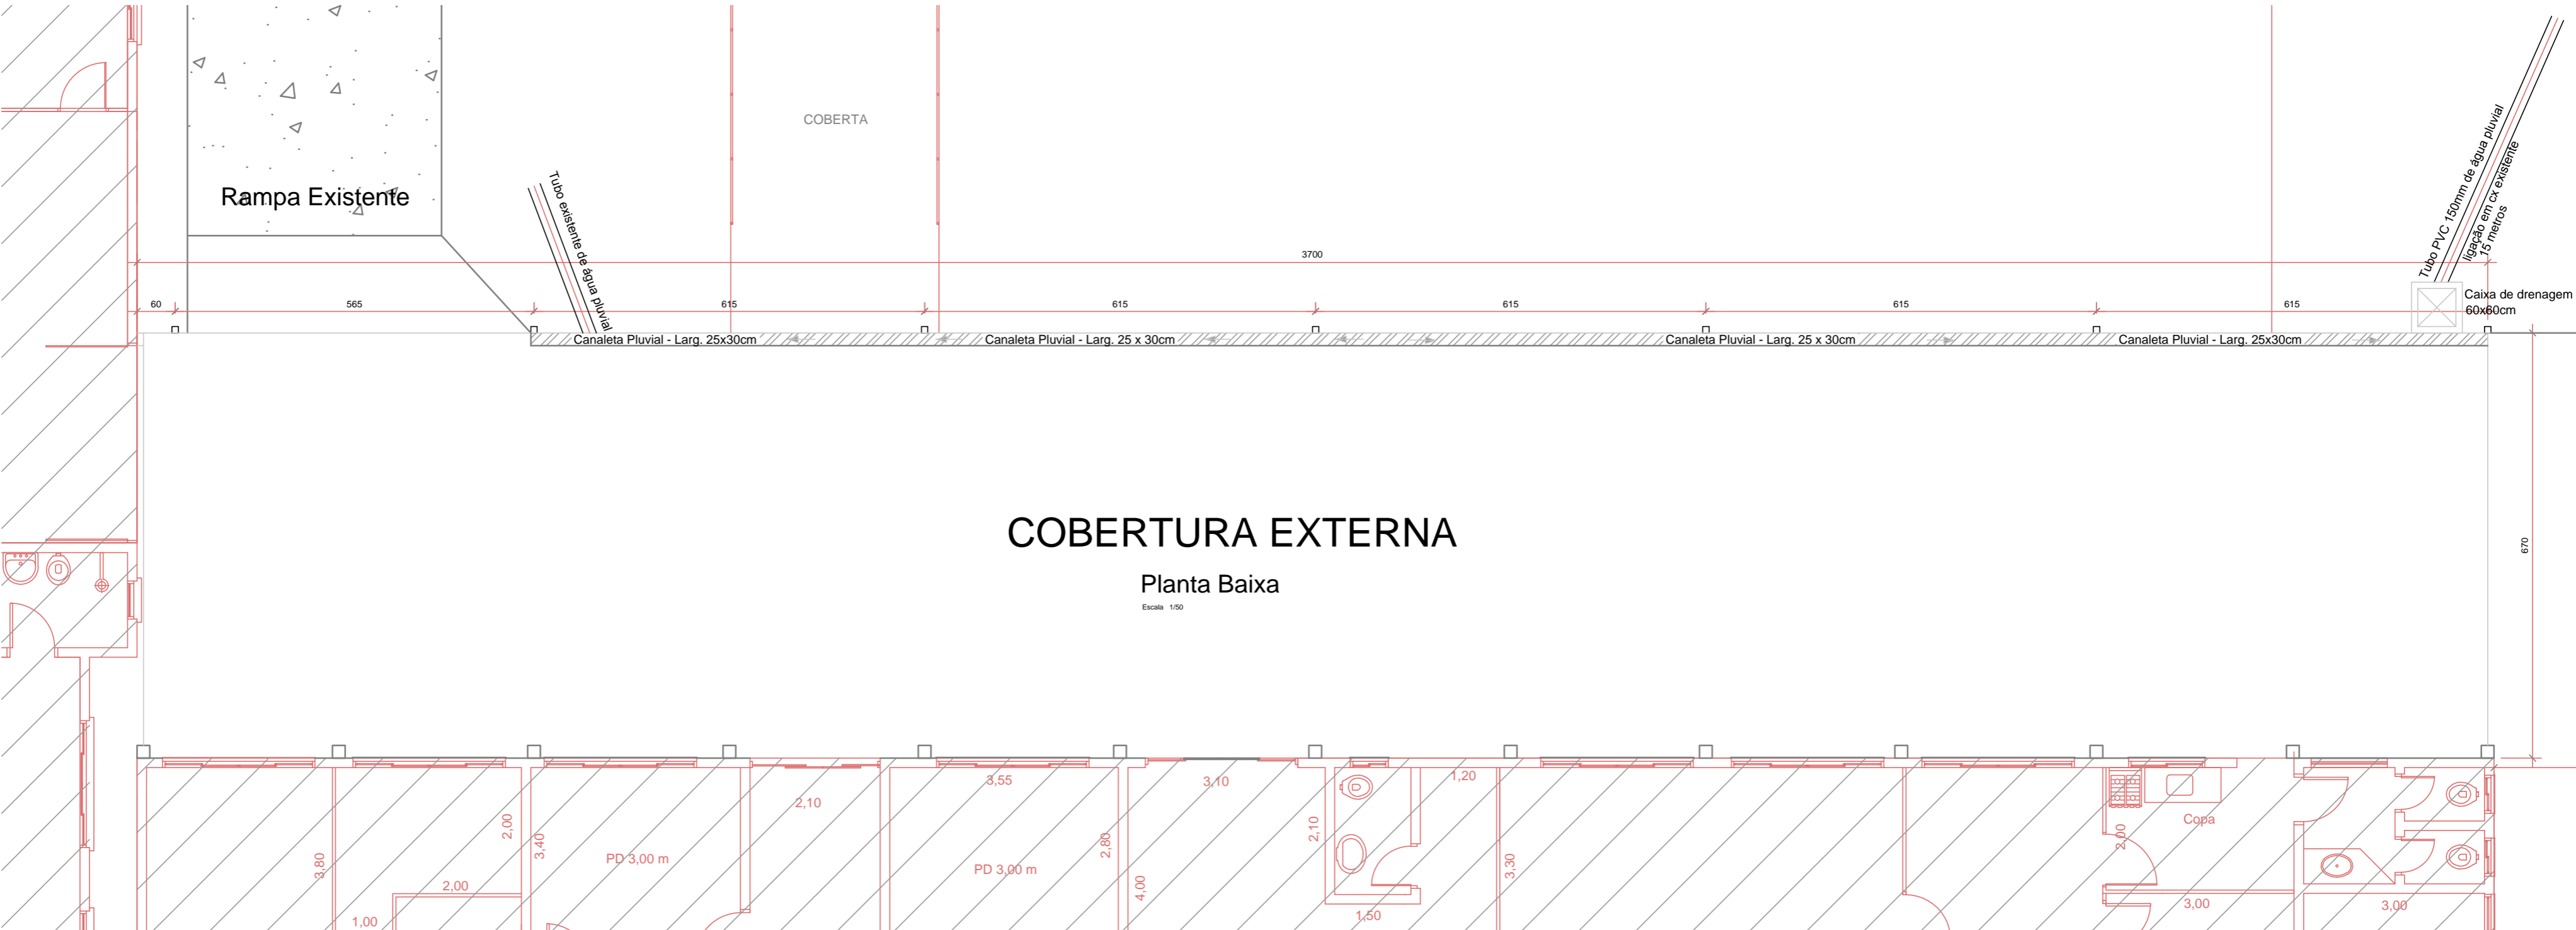 COBERTA
Rampa Existente
Tubo existente de água pluvial
Tubo PVC 150mm de água pluvial
ligação em cx existente
15 metros
3700
60
565
615
615
615
615
615
Caixa de drenagem
60x60cm
Canaleta Pluvial - Larg. 25x30cm
Canaleta Pluvial - Larg. 25 x 30cm
Canaleta Pluvial - Larg. 25 x 30cm
Canaleta Pluvial - Larg. 25x30cm
COBERTURA EXTERNA
Planta Baixa
Escala 1/50
670
3,80
2,00
1,00
2,00
3,40
PD 3,00 m
2,10
3,55
PD 3,00 m
2,80
4,00
3,10
2,10
1,50
1,20
3,30
2,00
Copa
3,00
3,00